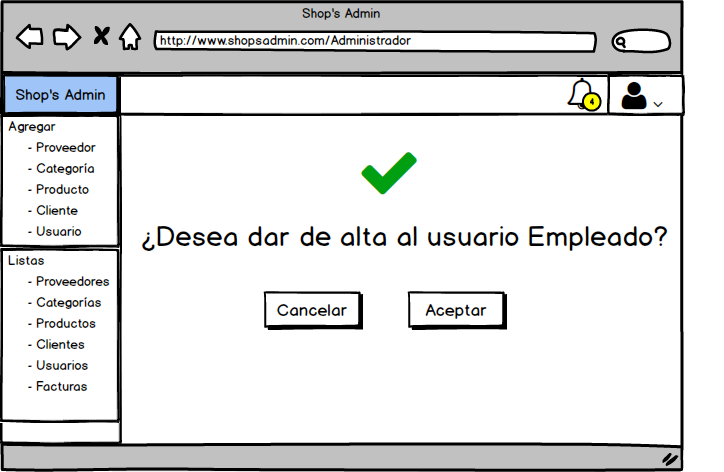 Shop's Admin
http://www.shopsadmin.com/Administrador
Shop's Admin
4
Agregar
- Proveedor
- Categoría
- Producto
- Cliente
- Usuario
Listas
- Proveedores
- Categorías
- Productos
- Clientes
- Usuarios
- Facturas
¿Desea dar de alta al usuario Empleado?
Cancelar
Aceptar